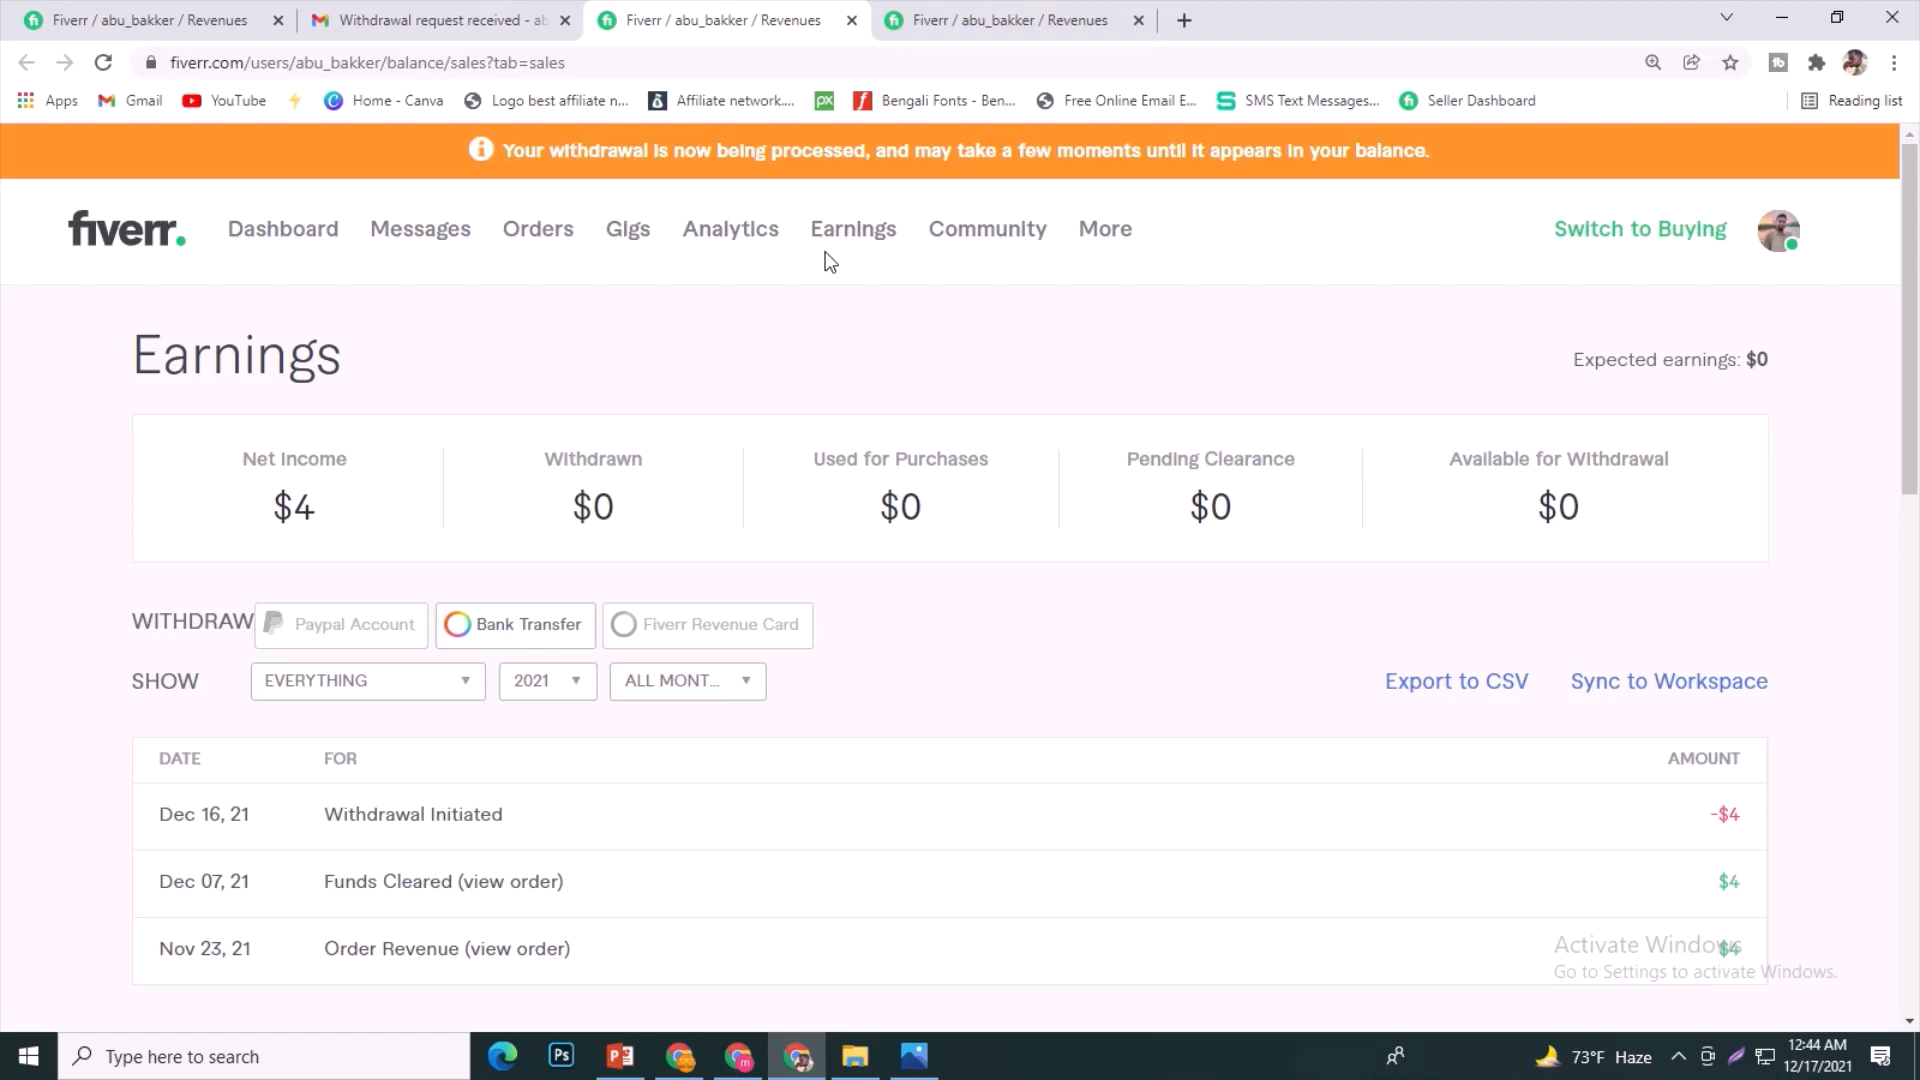 Fiverr / abu_bakker / Revenues
Withdrawal request received - ab
Fiverr / abu_bakker / Revenues
Fiverr / abu_bakker / Revenues
fiverr.com/users/abu_bakker/balance/sales?tab=sales
Apps Gmail YouTube Home - Canva Logo best affiliate n... Affiliate network.... Bengali Fonts - Ben... Free Online Email E... SMS Text Messages... Seller Dashboard Reading list
Your withdrawal is now being processed, and may take a few moments until it appears in your balance.
fiverr. Dashboard Messages Orders Gigs Analytics Earnings Community More Switch to Buying
Earnings
Expected earnings: $0
Net Income Withdrawn Used for Purchases Pending Clearance Available for Withdrawal
$4 $0 $0 $0 $0
WITHDRAW Paypal Account Bank Transfer Fiverr Revenue Card
SHOW EVERYTHING 2021 ALL MONT... Export to CSV Sync to Workspace
DATE FOR AMOUNT
Dec 16, 21 Withdrawal Initiated -$4
Dec 07, 21 Funds Cleared (view order) $4
Nov 23, 21 Order Revenue (view order) $4
Activate Windows
Go to Settings to activate Windows.
Type here to search
Ps
73°F Haze
12:44 AM
12/17/2021